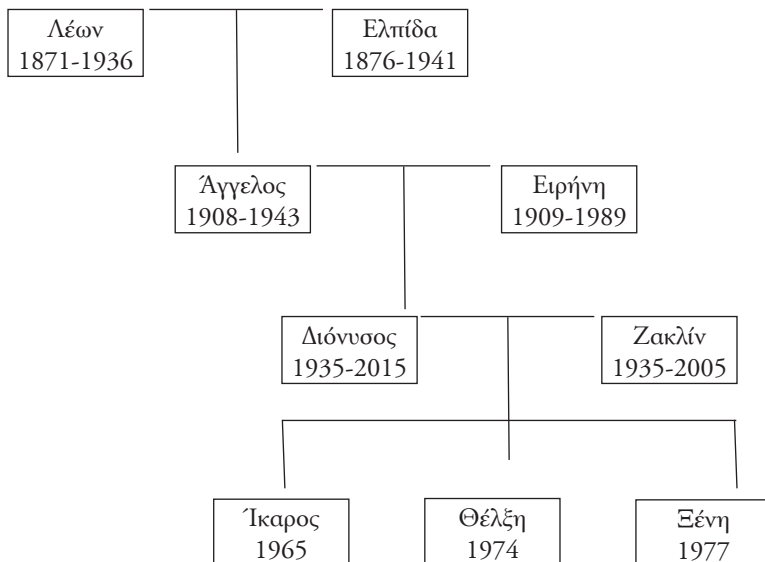 Λέων
1871-1936
Ελπίδα
1876-1941
Άγγελος
1908-1943
Ειρήνη
1909-1989
Διόνυσος
1935-2015
Ζακλίν
1935-2005
Ίκαρος
1965
Θέλξη
1974
Ξένη
1977